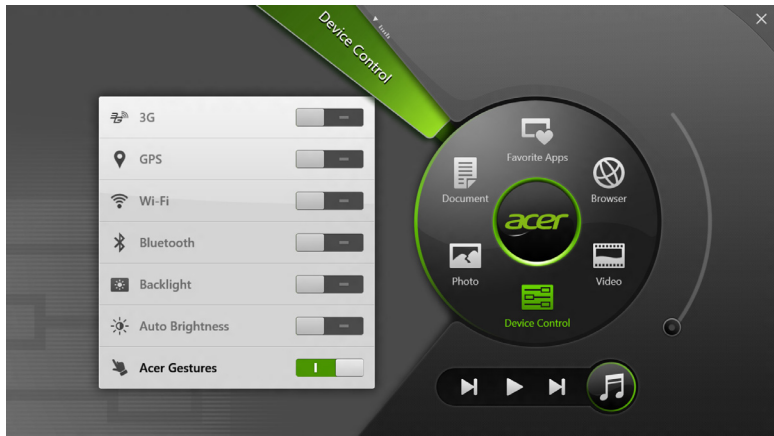 Device Control
3G
GPS
Wi-Fi
Bluetooth
Backlight
Auto Brightness
Acer Gestures
Favorite Apps
Document
Browser
acer
Photo
Video
Device Control